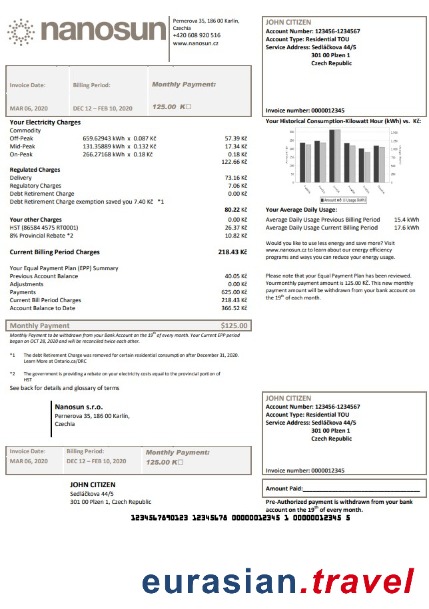 nanosun
Pernerova 35, 186 00 Karlin,
Czechia
+420 608 920 516
www.nanosun.cz
JOHN CITIZEN
Account Number: 123456-1234567
Account Type: Residential TOU
Service Address: Sedláčkova 44/5
301 00 Plzen 1
Czech Republic
Invoice number: 0000012345
Invoice Date: Billing Period: Monthly Payment:
MAR 06, 2020 DEC 12 – FEB 10, 2020 125.00 K□
Your Electricity Charges
Commodity
Off-Peak 659.62943 kWh x 0.087 Kč 57.39 Kč
Mid-Peak 131.35889 kWh x 0.132 Kč 17.34 Kč
On-Peak 266.27168 kWh x 0.18 Kč 0.18 Kč
122.66 Kč
Regulated Charges
Delivery 73.16 Kč
Regulatory Charges 7.06 Kč
Debt Retirement Charge 0.00 Kč
Debt Retirement Charge exemption saved you 7.40 Kč *1
80.22 Kč
Your other Charges 0.00 Kč
HST (B6584 4575 RT0001) 26.37 Kč
8% Provincial Rebate *2 10.82 Kč
Current Billing Period Charges 218.43 Kč
Your Equal Payment Plan (EPP) Summary
Previous Account Balance 40.05 Kč
Adjustments 0.00 Kč
Payments 625.00 Kč
Current Bill Period Charges 218.43 Kč
Account Balance to Date 366.52 Kč
Monthly Payment $125.00
Monthly Payment to be withdrawn from your Bank Account on the 19th of every month. Your Current EPP
began on OCT 28, 2020 and will be reconciled twice each other.
*1 The debt Retirement Charge was removed for certain residental consumption after December 31, 2020.
Learn More at Ontario.ca/DRC
*2 The government is providing a rebate on your electricity costs equal to the provincial portion of
HST
See back for details and glossary of terms
Your Historical Consumption-Kilowatt Hour (kWh) vs. Kč:
Amount Kč Usage (kWh)
Your Average Daily Usage:
Average Daily Usage Previous Billing Period 15.4 kWh
Average Daily Usage Current Billing Period 17.6 kWh
Would you like to use less energy and save more? Visit
www.nanosun.cz to learn about our energy efficiency
programs and ways you can reduce your energy usage.
Please note that your Equal Payment Plan has been reviewed.
Yourmonthly payment amount is 125.00 Kč. This new monthly
payment amount will be withdrawn from your bank account on
the 19th of each month.
Nanosun s.r.o.
Pernerova 35, 186 00 Karlin,
Czechia
JOHN CITIZEN
Account Number: 123456-1234567
Account Type: Residential TOU
Service Address: Sedláčkova 44/5
301 00 Plzen 1
Czech Republic
Invoice number: 0000012345
Invoice Date: Billing Period: Monthly Payment:
MAR 06, 2020 DEC 12 – FEB 10, 2020 125.00 K□
Amount Paid:
JOHN CITIZEN
Sedláčkova 44/5
301 00 Plzen 1, Czech Republic
Pre-Authorized payment is withdrawn from your bank
account on the 19th of every month.
1234567890123 12345678 00000012345 1 000000012345 5
eurasian.travel